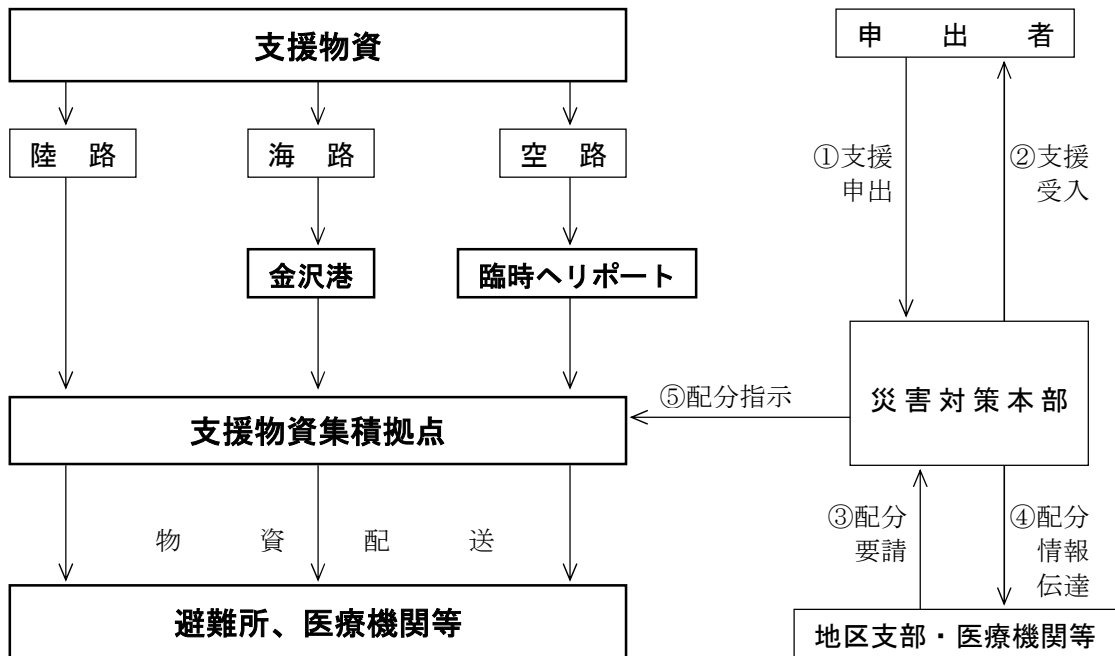 支援物資
申出者
陸路
海路
空路
①支援
申出
②支援
受入
金沢港
臨時ヘリポート
災害対策本部
⑤配分指示
支援物資集積拠点
物資配送
③配分
要請
④配分
情報
伝達
避難所、医療機関等
地区支部・医療機関等